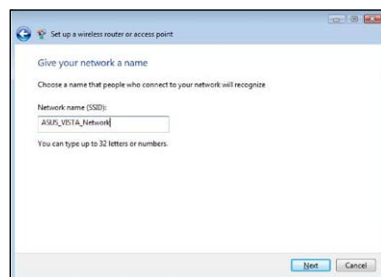 Set up a wireless router or access point
Give your network a name
Choose a name that people who connect to your network will recognize
Network name (SSID):
ASUS_VISTA_Network
You can type up to 32 letters or numbers.
Next Cancel